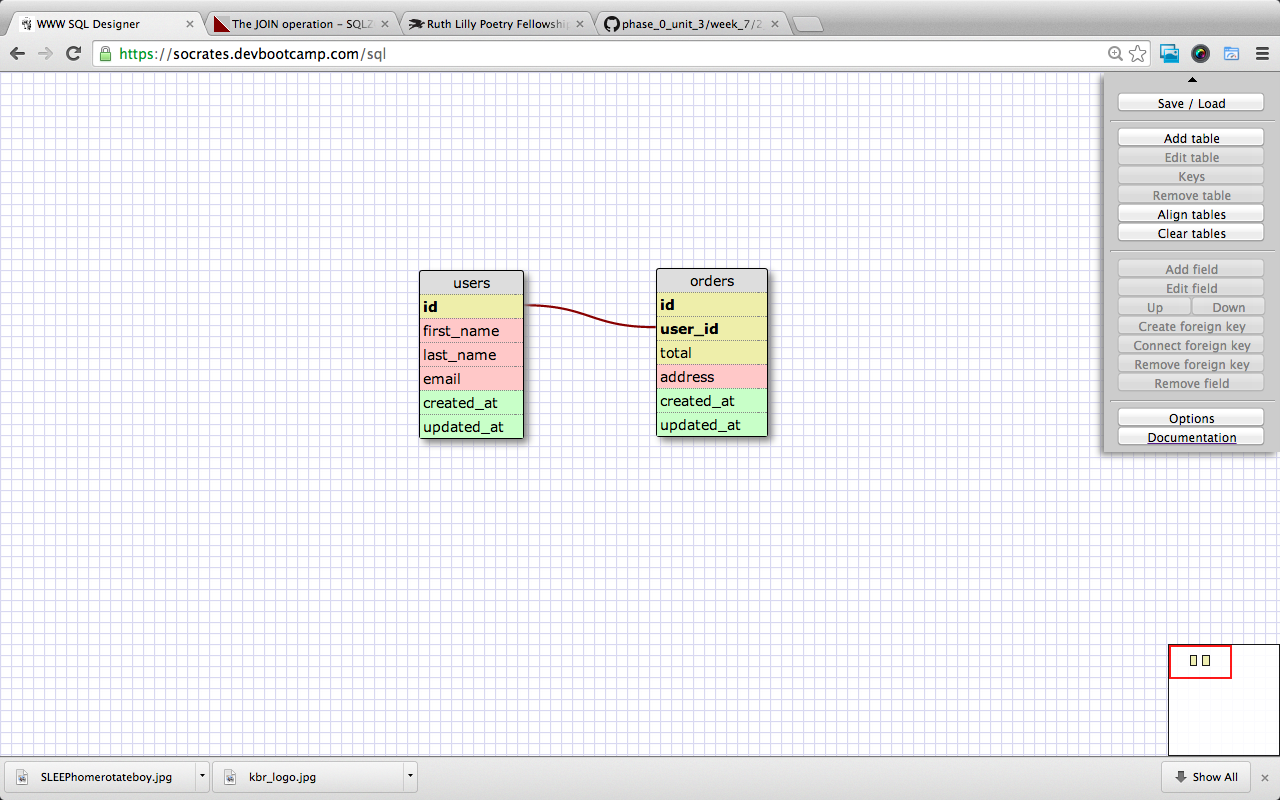 WWW SQL Designer
The JOIN operation – SQLZ
Ruth Lilly Poetry Fellowship
phase_0_unit_3/week_7/2
https://socrates.devbootcamp.com/sql
Save / Load
Add table
Edit table
Keys
Remove table
Align tables
Clear tables
Add field
Edit field
Up Down
Create foreign key
Connect foreign key
Remove foreign key
Remove field
Options
Documentation
users
id
first_name
last_name
email
created_at
updated_at
orders
id
user_id
total
address
created_at
updated_at
SLEEPhomerotateboy.jpg
kbr_logo.jpg
Show All